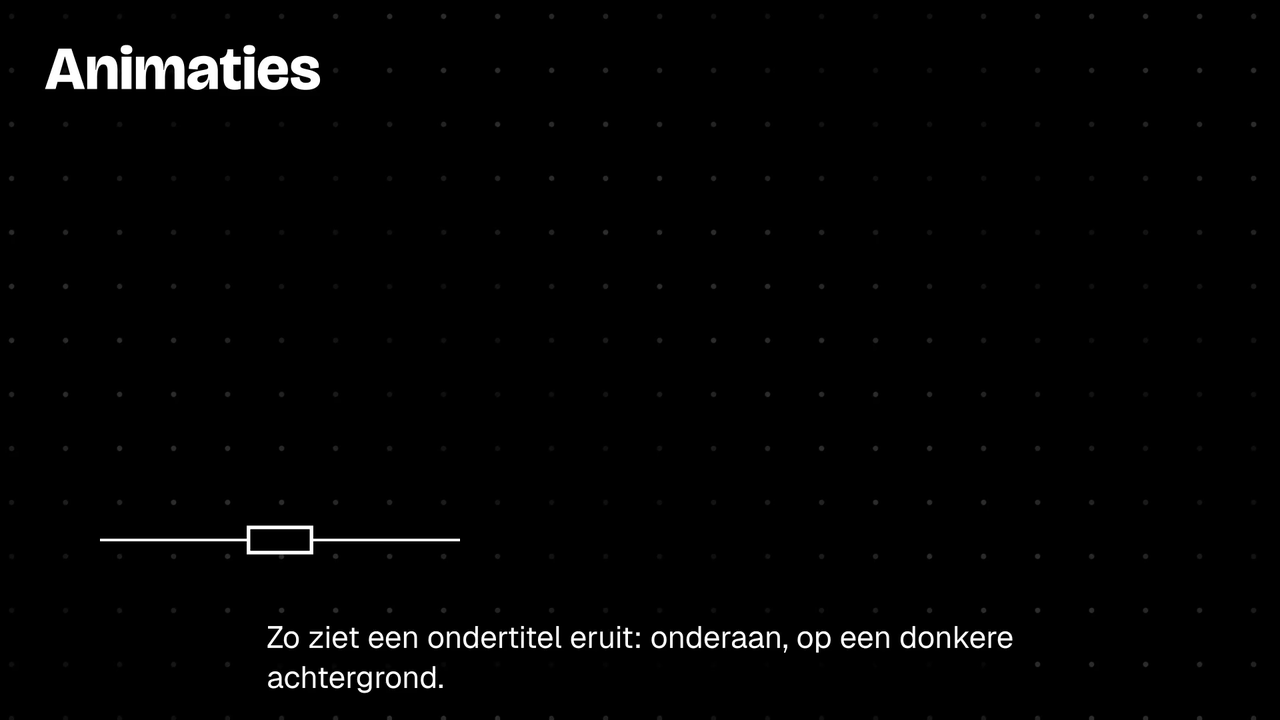 Animaties
Zo ziet een ondertitel eruit: onderaan, op een donkere
achtergrond.